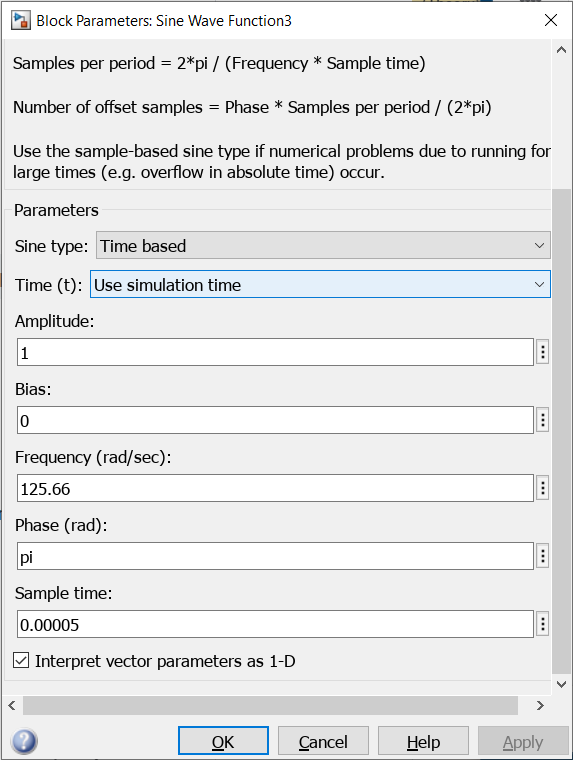 Block Parameters: Sine Wave Function3
Samples per period = 2*pi / (Frequency * Sample time)
Number of offset samples = Phase * Samples per period / (2*pi)
Use the sample-based sine type if numerical problems due to running for
large times (e.g. overflow in absolute time) occur.
Parameters
Sine type: Time based
Time (t): Use simulation time
Amplitude:
1
Bias:
0
Frequency (rad/sec):
125.66
Phase (rad):
pi
Sample time:
0.00005
Interpret vector parameters as 1-D
? OK Cancel Help Apply